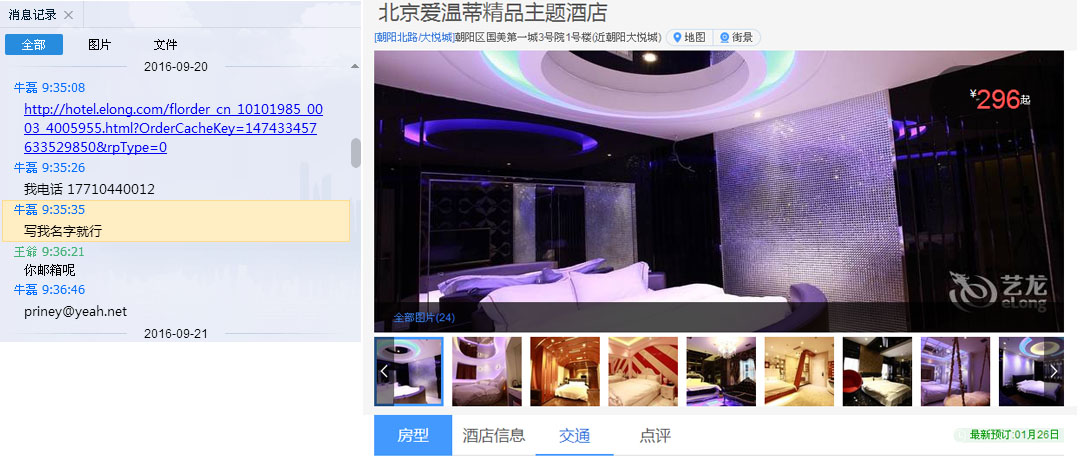 消息记录
全部 图片 文件
2016-09-20
牛磊 9:35:08
http://hotel.elong.com/florder_cn_10101985_00
03_4005955.html?OrderCacheKey=147433457
633529850&rpType=0
牛磊 9:35:26
我电话 17710440012
牛磊 9:35:35
写我名字就行
王爺 9:36:21
你邮箱呢
牛磊 9:36:46
priney@yeah.net
2016-09-21
北京爱温蒂精品主题酒店
[朝阳北路/大悦城]朝阳区国美第一城3号院1号楼(近朝阳大悦城) 地图 街景
¥296起
艺龙
eLong
全部图片(24)
房型 酒店信息 交通 点评
最新预订:01月26日